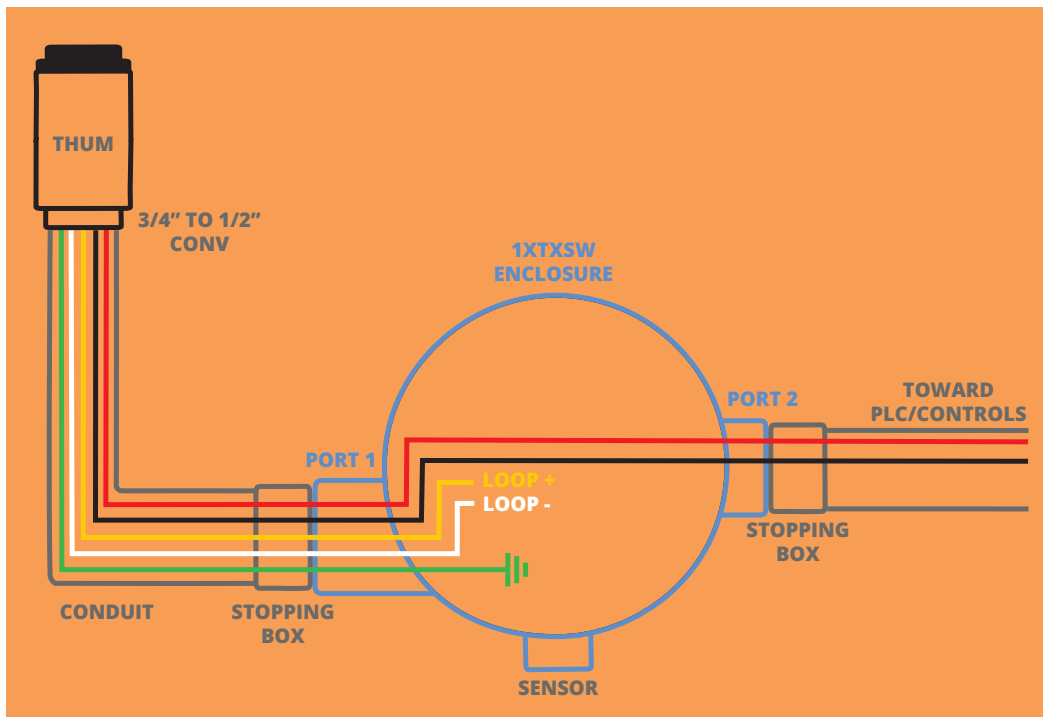 THUM
3/4” TO 1/2”
CONV
1XTXSW
ENCLOSURE
PORT 2
TOWARD
PLC/CONTROLS
PORT 1
LOOP +
LOOP -
STOPPING
BOX
CONDUIT
STOPPING
BOX
SENSOR